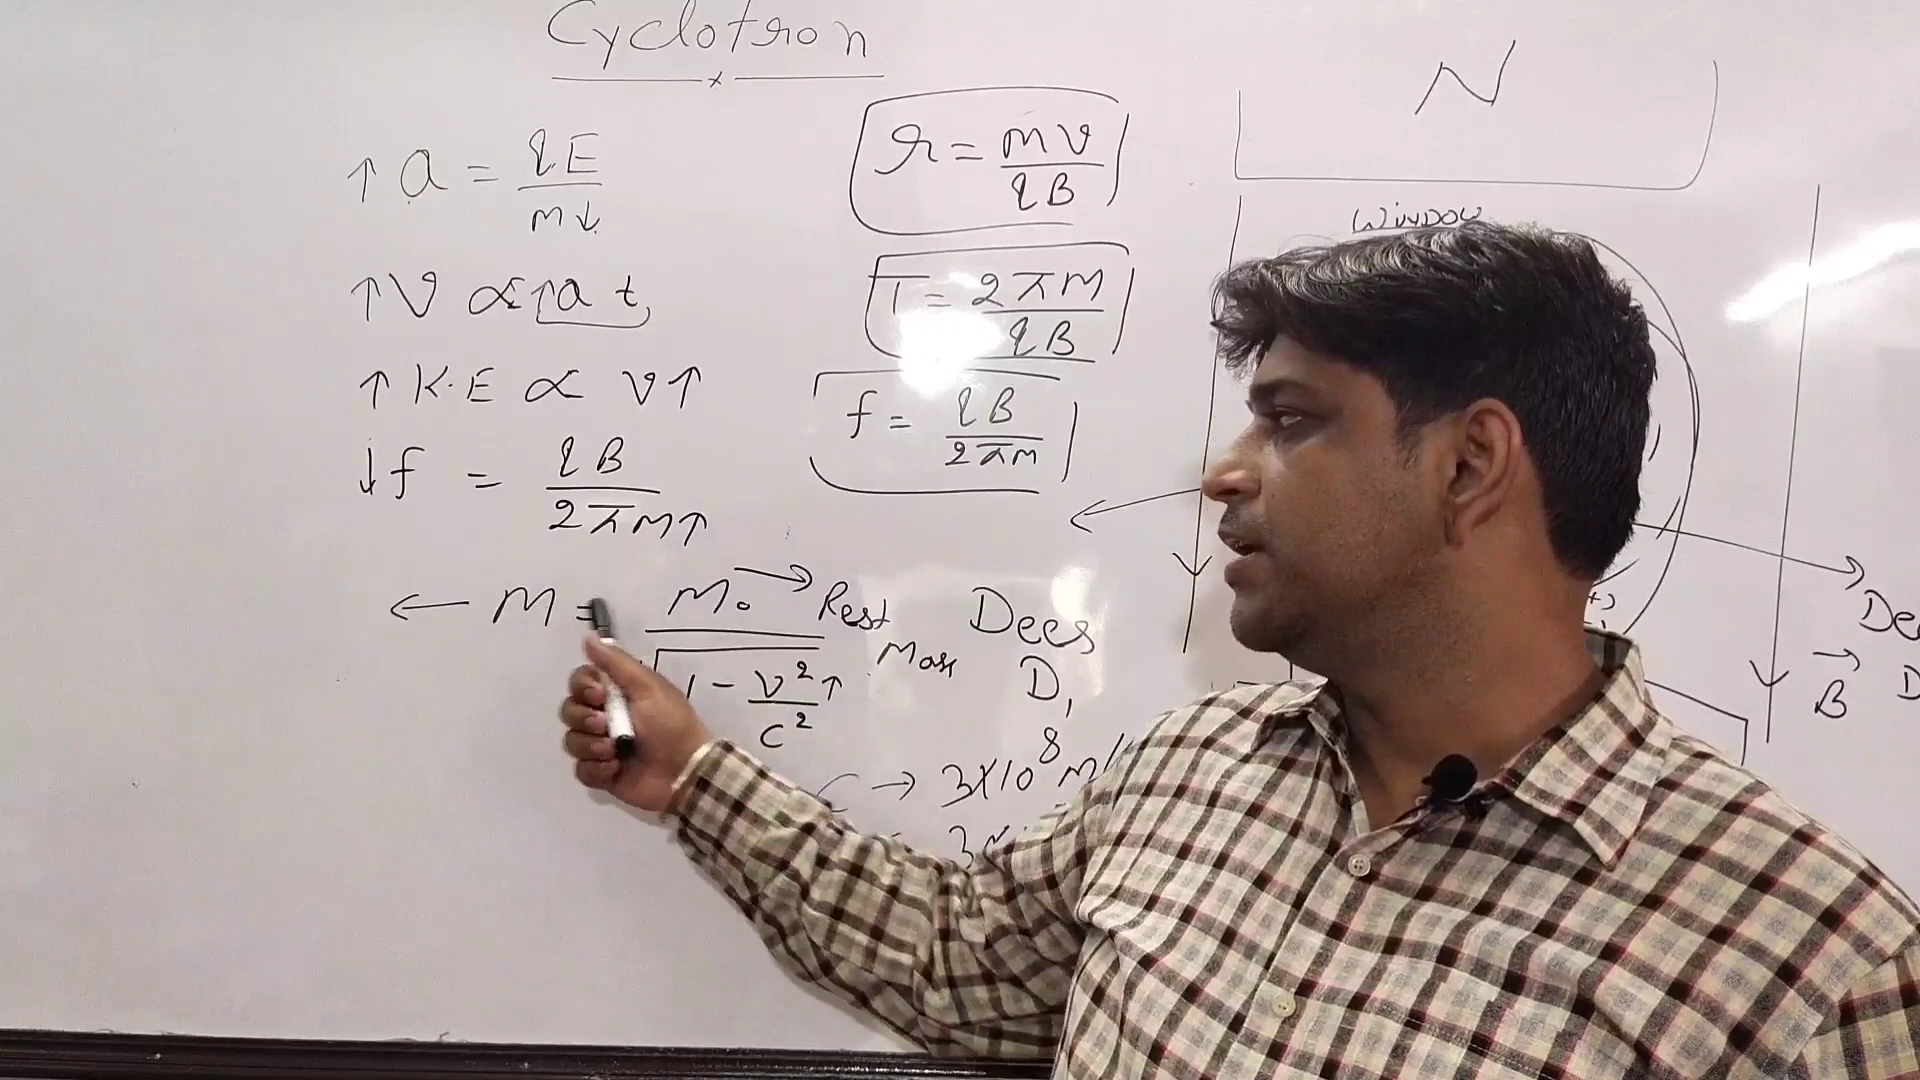 Cyclotron
↑ a = qE / m↓
↑ V ∝ ↑a t
↑ K.E ∝ v↑
↓ f = qB / 2πm↑
← M = M₀ / √(1 - v²↑/c²)
→ Rest Mass
r = mv / qB
T = 2πM / qB
f = qB / 2πm
Dees
D₁
C → 3×10⁸ m/
N
WINDOW
B⃗